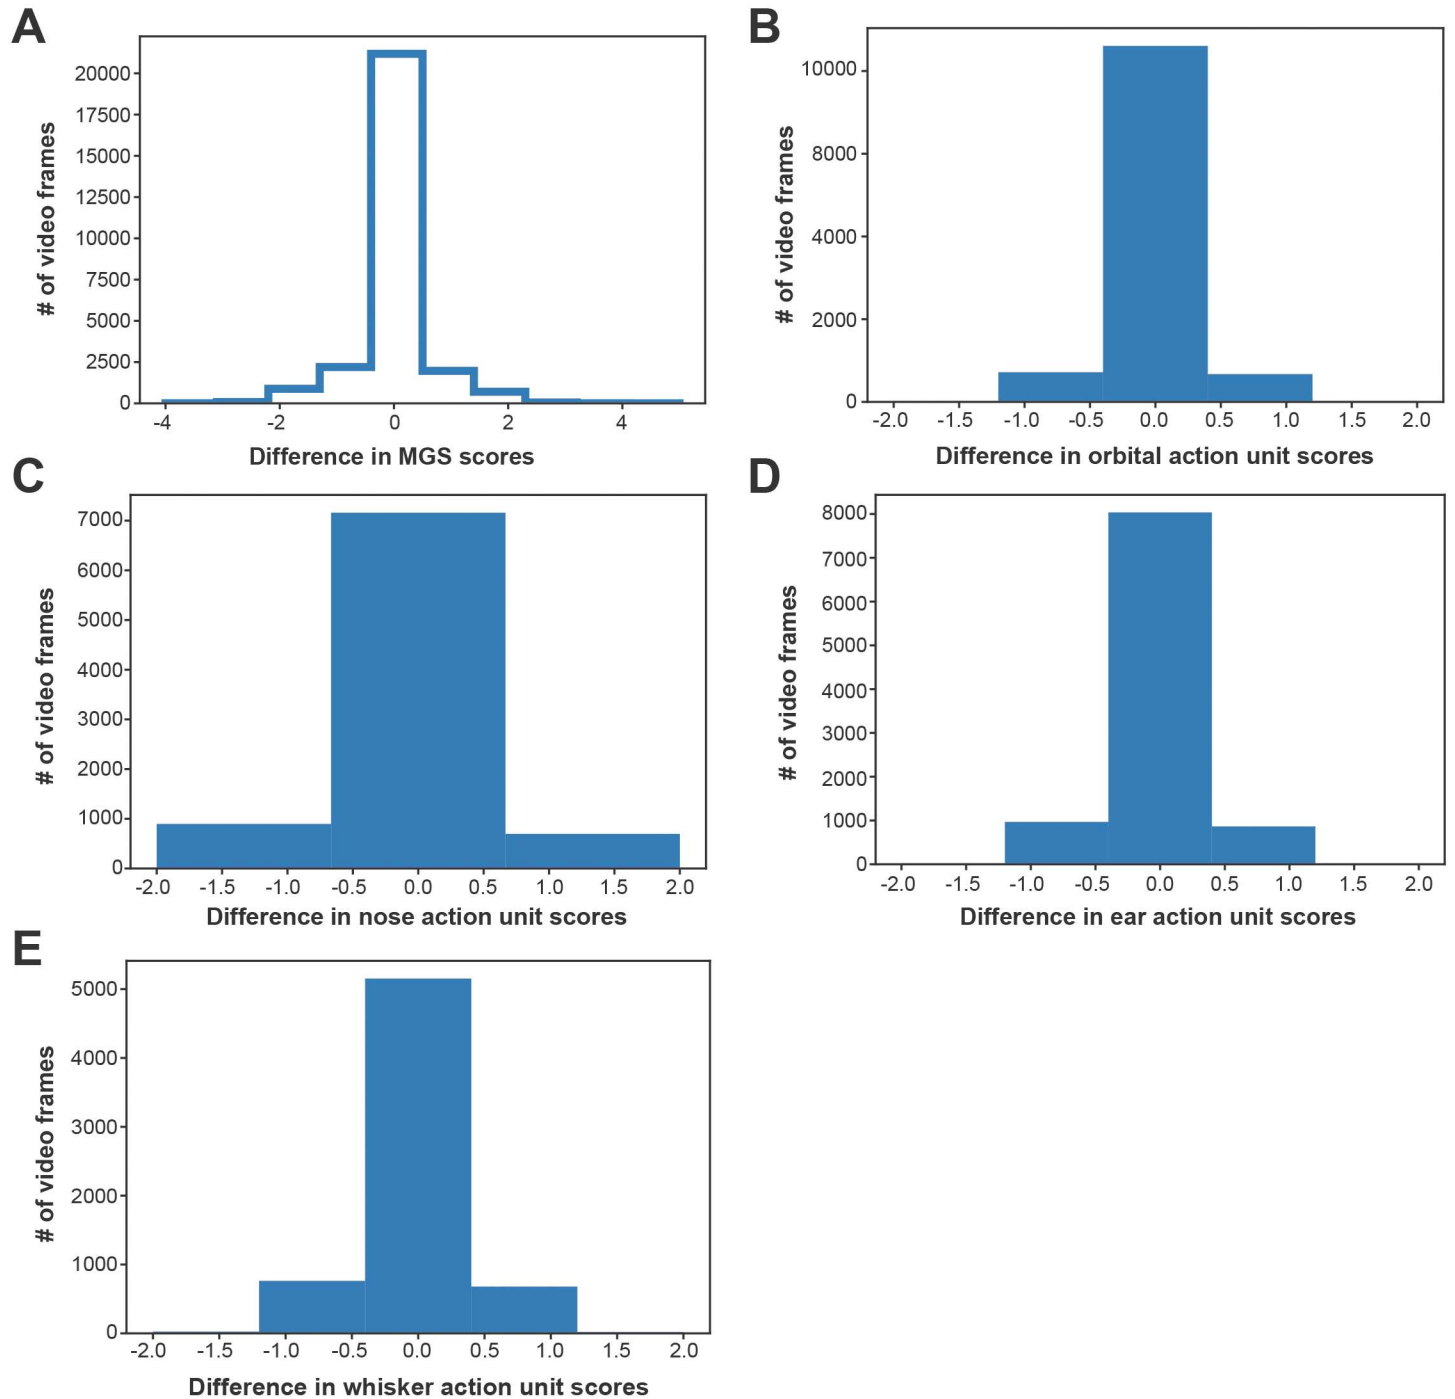 A
20000
17500
15000
12500
10000
7500
5000
2500
0
# of video frames
-4 -2 0 2 4
Difference in MGS scores
B
10000
8000
4000
2000
0
# of video frames
-2.0 -1.5 -1.0 -0.5 0.0 0.5 1.0 1.5 2.0
Difference in orbital action unit scores
C
7000
6000
5000
4000
3000
2000
1000
0
# of video frames
-2.0 -1.5 -1.0 -0.5 0.0 0.5 1.0 1.5 2.0
Difference in nose action unit scores
D
8000
7000
6000
5000
4000
3000
2000
1000
0
# of video frames
-2.0 -1.5 -1.0 -0.5 0.0 0.5 1.0 1.5 2.0
Difference in ear action unit scores
E
5000
4000
3000
2000
1000
0
# of video frames
-2.0 -1.5 -1.0 -0.5 0.0 0.5 1.0 1.5 2.0
Difference in whisker action unit scores